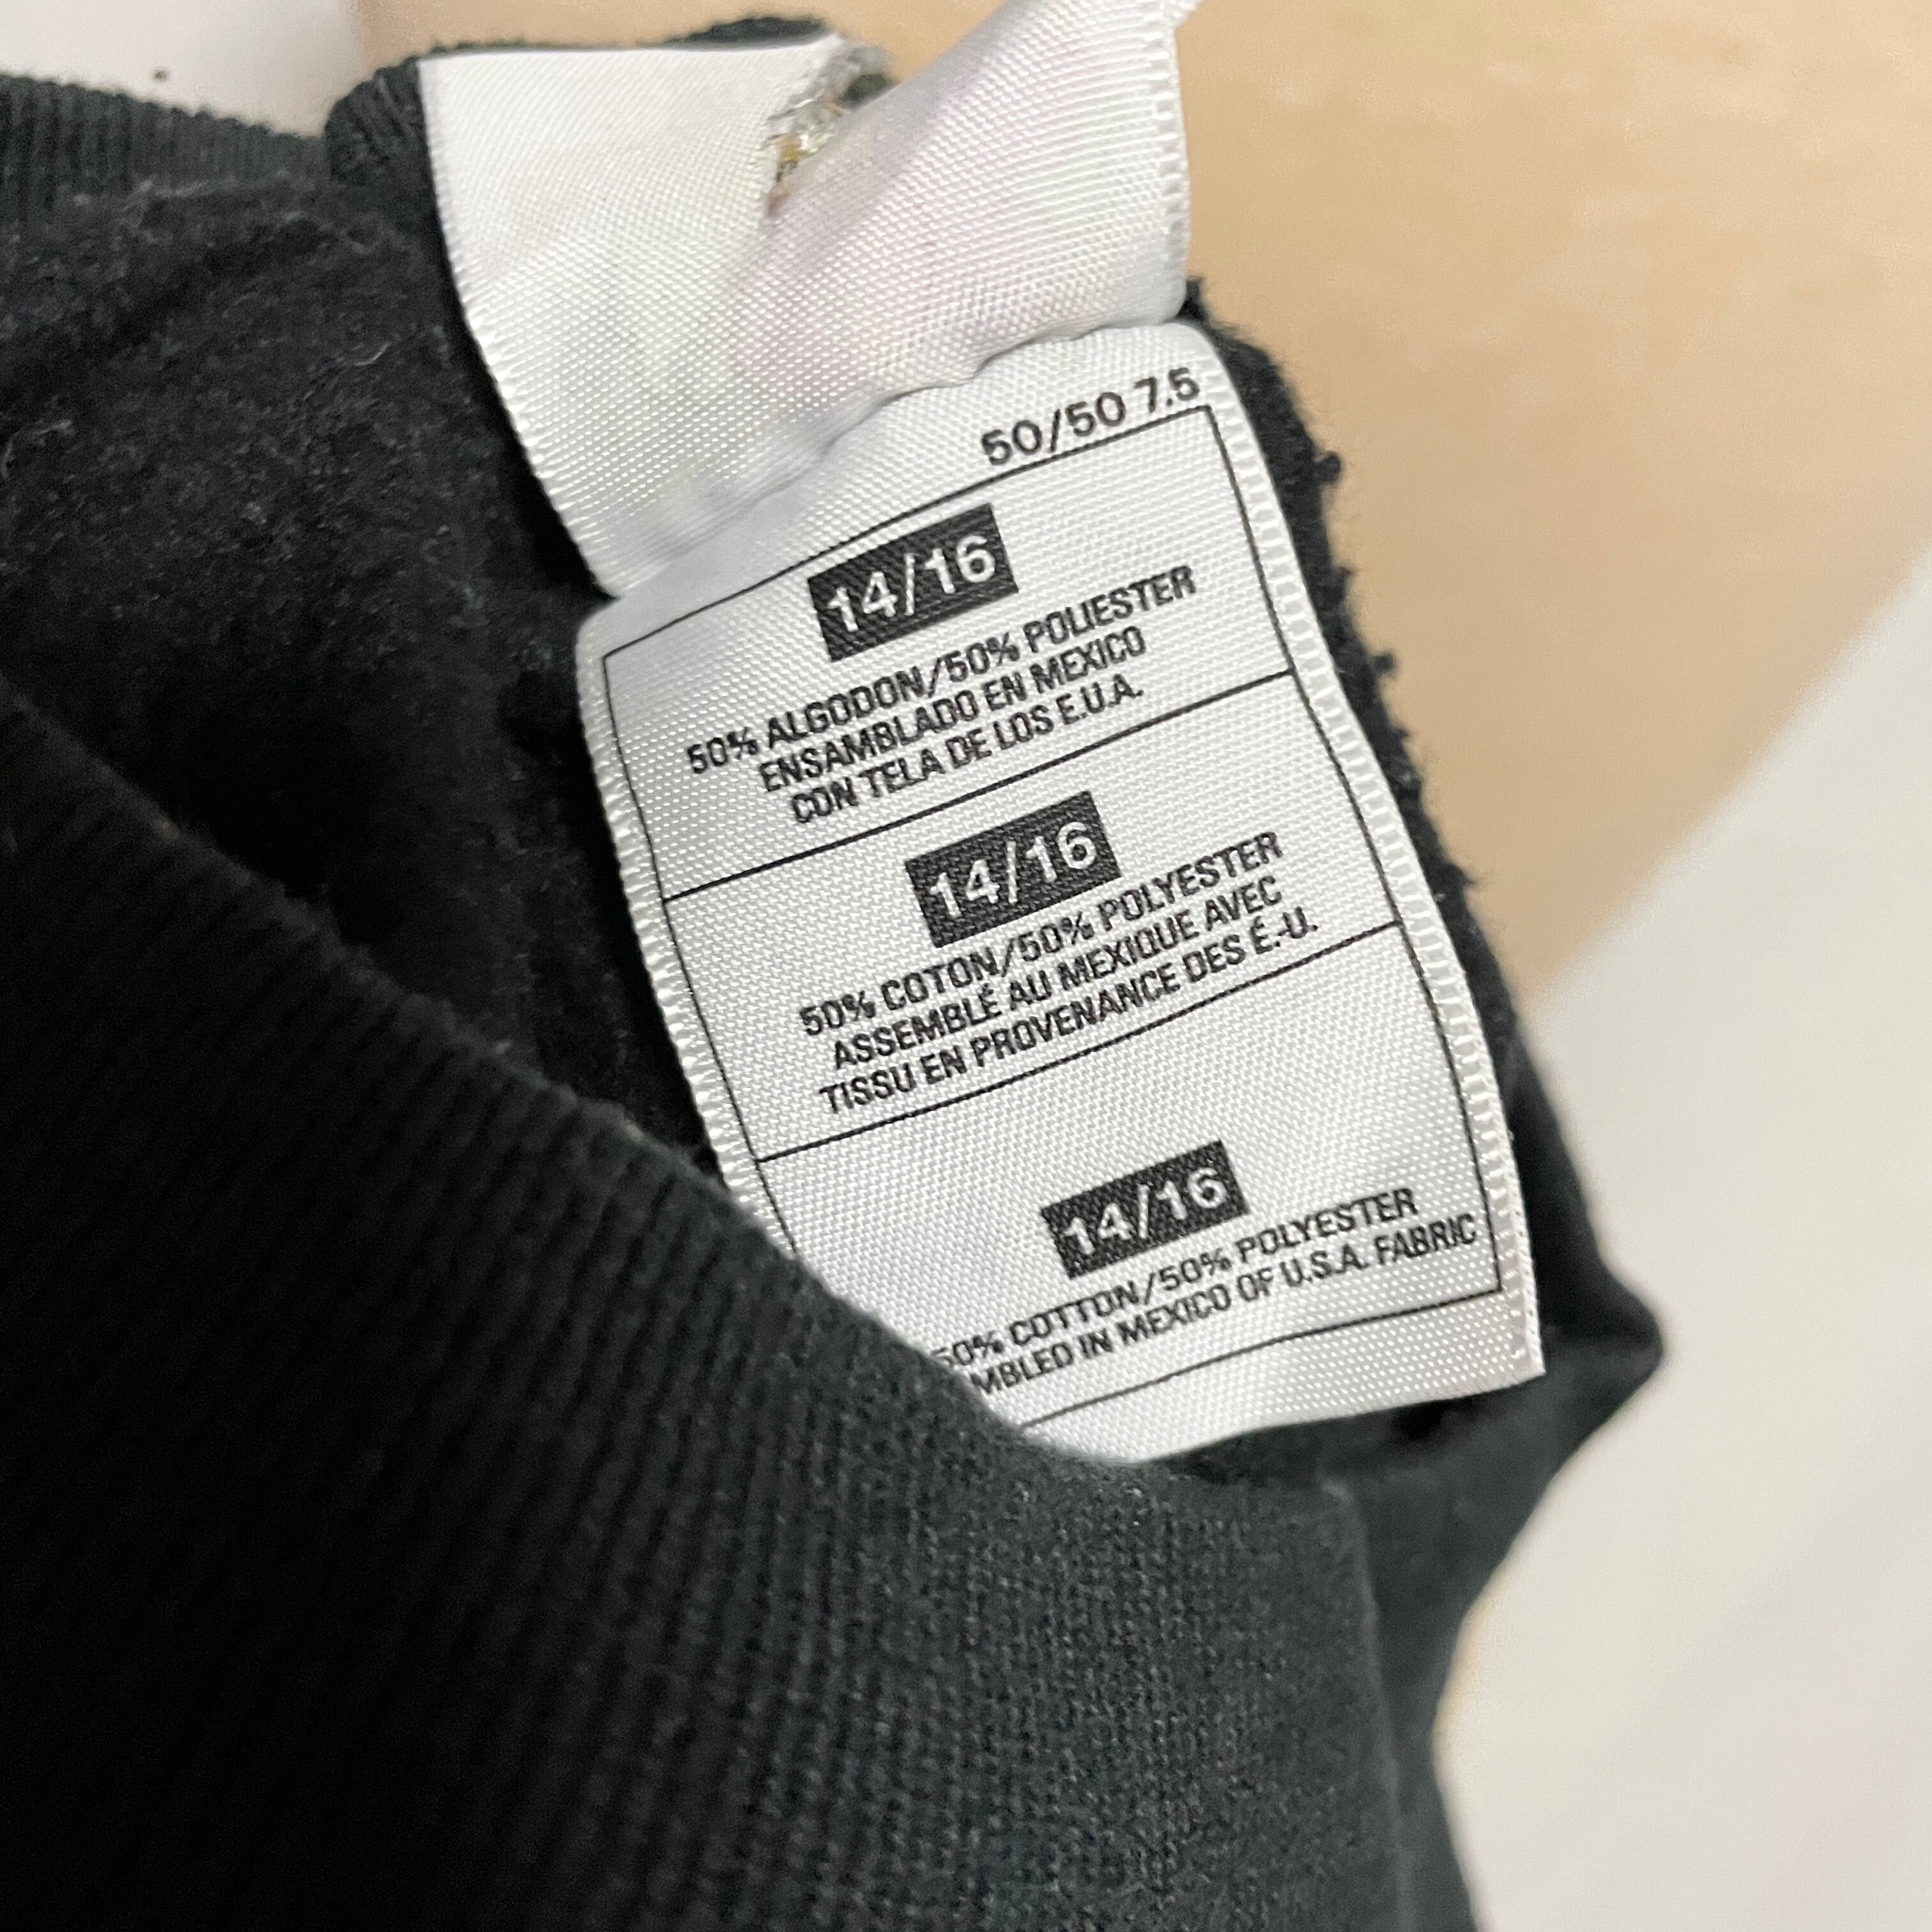 50/50 7.5
14/16
50% ALGODON/50% POLIESTER
ENSAMBLADO EN MEXICO
CON TELA DE LOS E.U.A.
14/16
50% COTON/50% POLYESTER
ASSEMBLÉ AU MEXIQUE AVEC
TISSU EN PROVENANCE DES É.-U.
14/16
50% COTTON/50% POLYESTER
MBLED IN MEXICO OF U.S.A. FABRIC